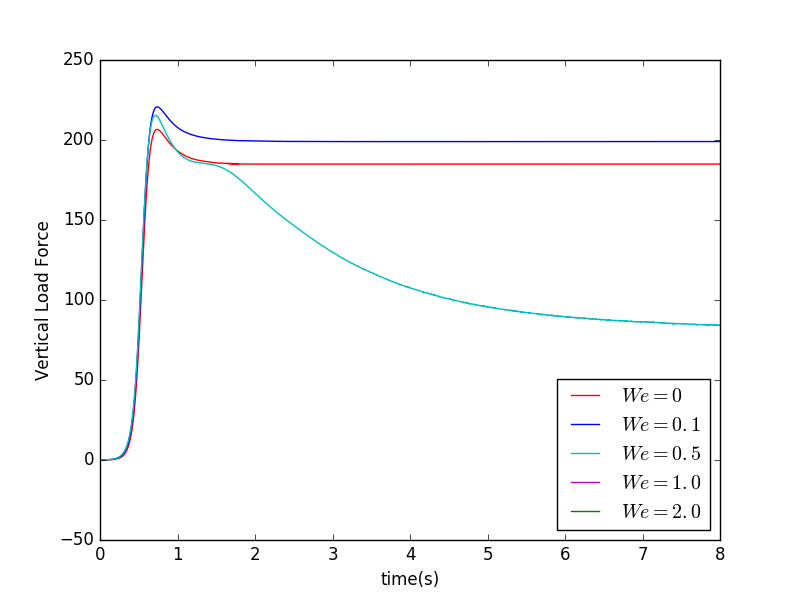 250
200
150
100
50
0
−50
0 1 2 3 4 5 6 7 8
Vertical Load Force
time(s)
We = 0
We = 0.1
We = 0.5
We = 1.0
We = 2.0